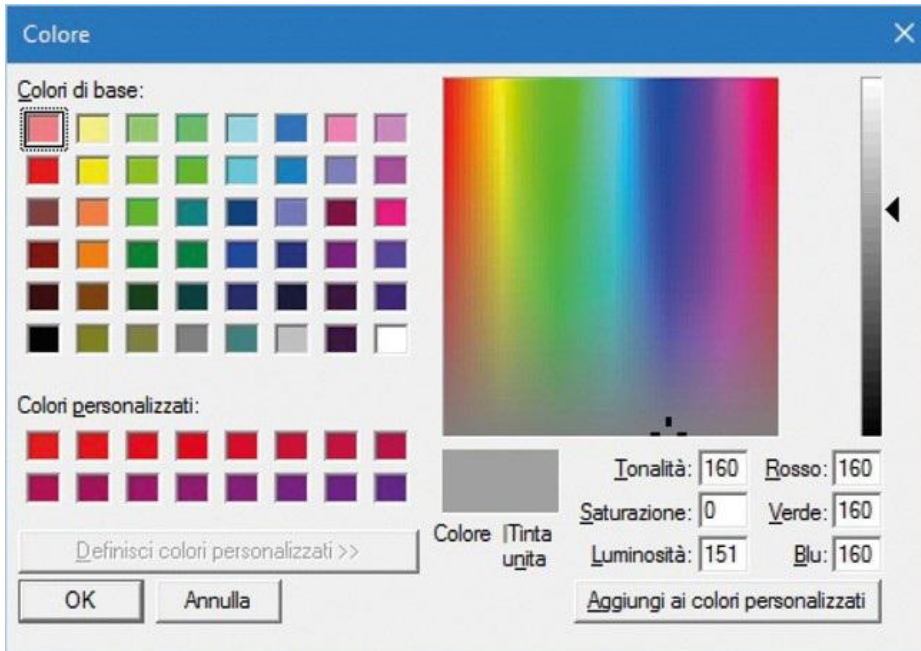 Colore
Colori di base:
Colori personalizzati:
Definisci colori personalizzati >>
OK
Annulla
Colore |Tinta
unita
Tonalità: 160
Saturazione: 0
Luminosità: 151
Rosso: 160
Verde: 160
Blu: 160
Aggiungi ai colori personalizzati